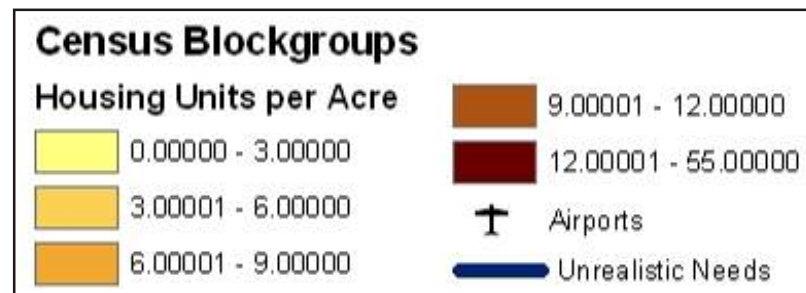 Census Blockgroups
Housing Units per Acre
0.00000 - 3.00000
3.00001 - 6.00000
6.00001 - 9.00000
9.00001 - 12.00000
12.00001 - 55.00000
Airports
Unrealistic Needs